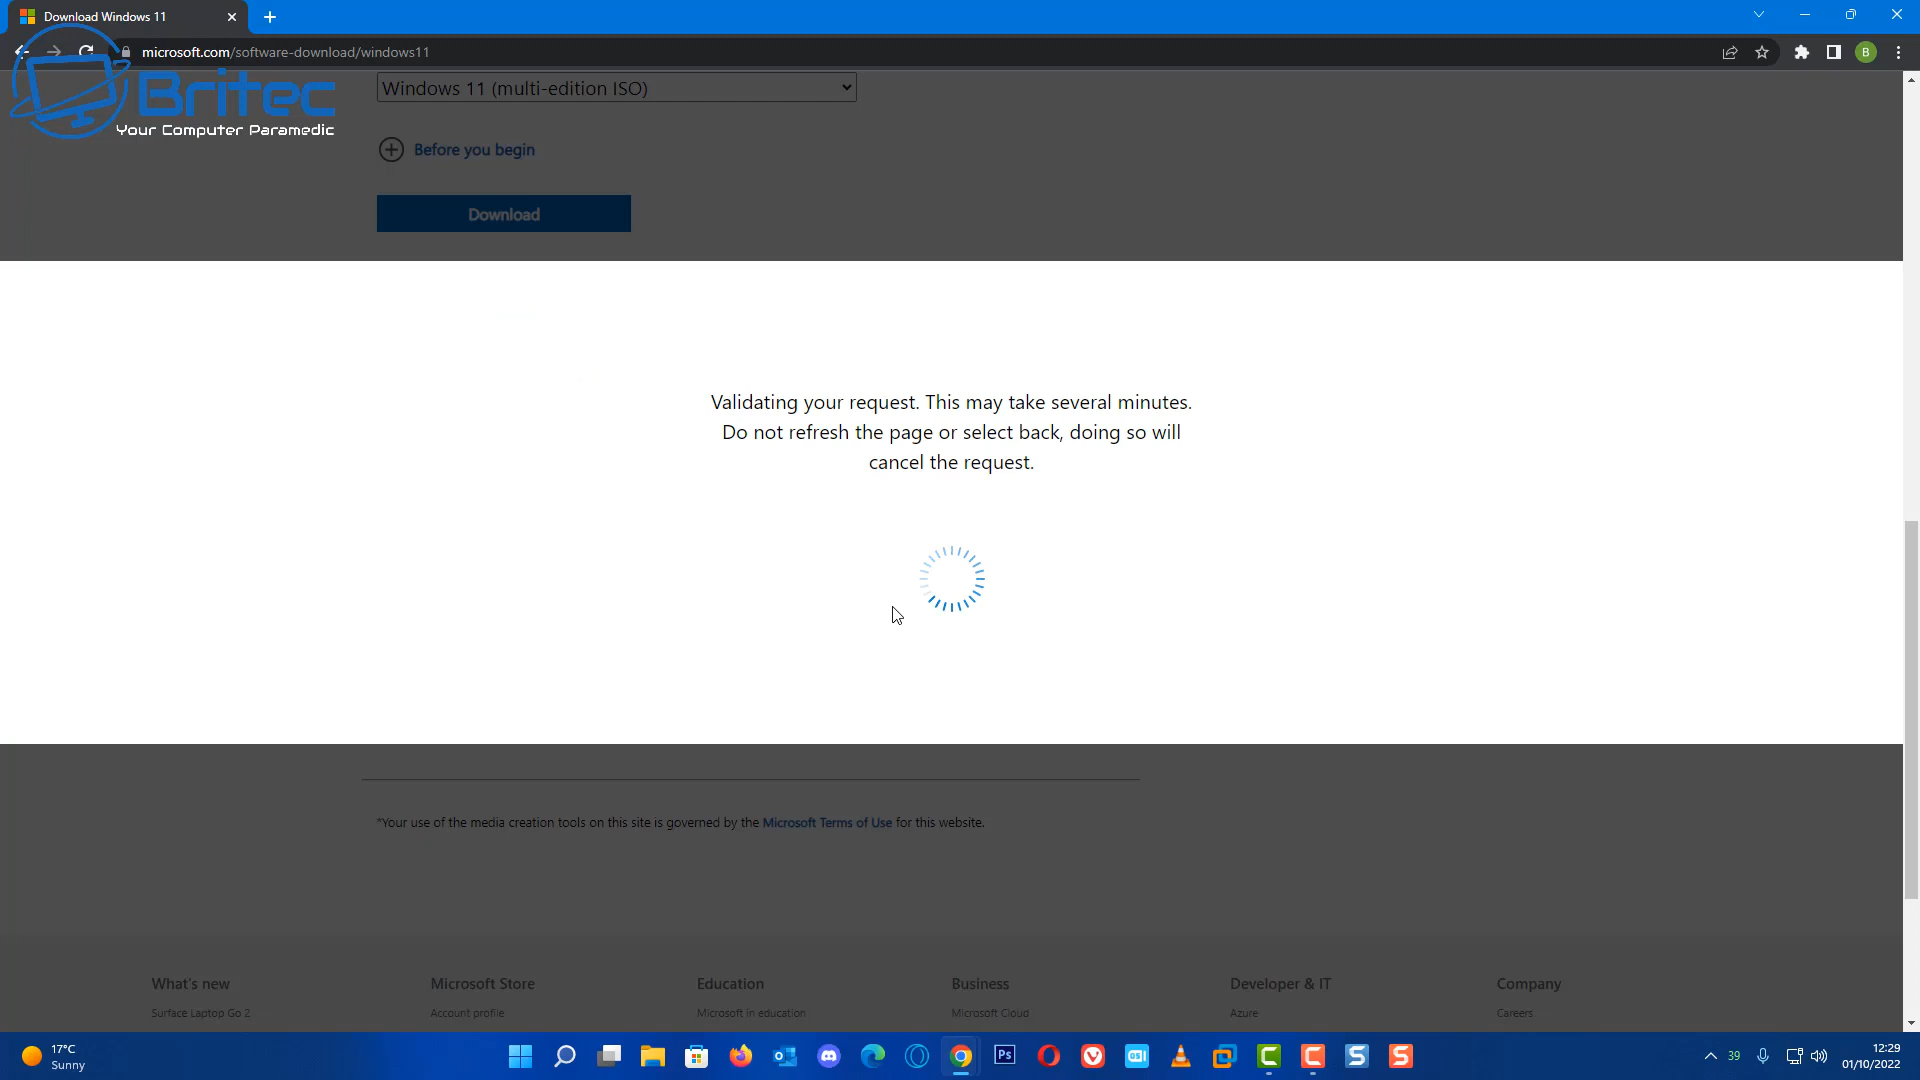 Download Windows 11
microsoft.com/software-download/windows11
B
Britec
Your Computer Paramedic
Windows 11 (multi-edition ISO)
Before you begin
Download
Validating your request. This may take several minutes.
Do not refresh the page or select back, doing so will
cancel the request.
*Your use of the media creation tools on this site is governed by the Microsoft Terms of Use for this website.
What's new
Microsoft Store
Education
Business
Developer & IT
Company
Surface Laptop Go 2
Account profile
Microsoft in education
Microsoft Cloud
Azure
Careers
17°C
Sunny
Ps
39
12:29
01/10/2022